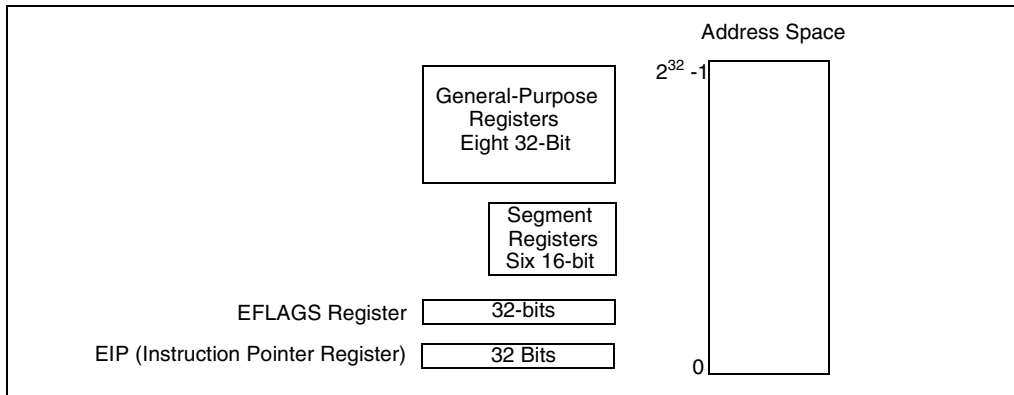 Address Space
2³² -1
General-Purpose
Registers
Eight 32-Bit
Segment
Registers
Six 16-bit
EFLAGS Register
32-bits
EIP (Instruction Pointer Register)
32 Bits
0